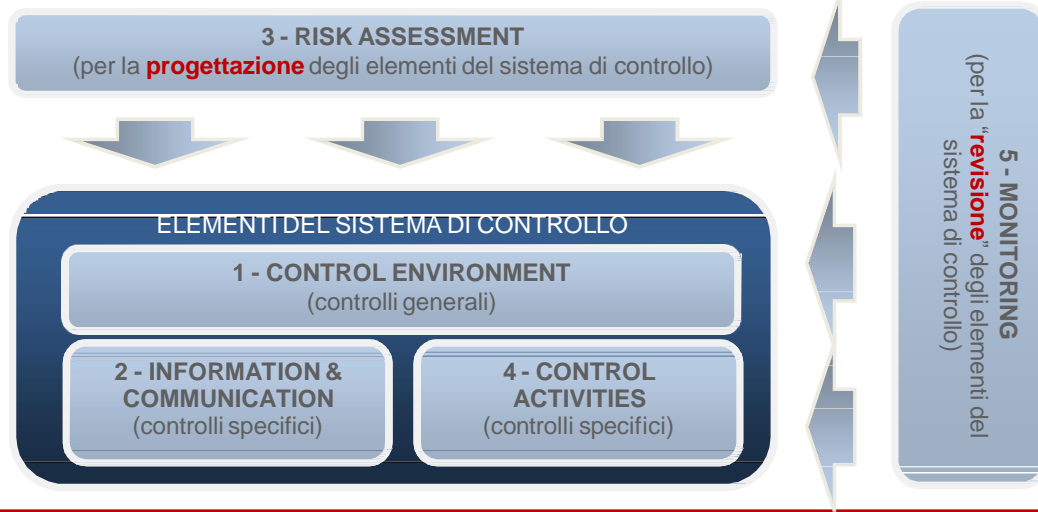 3 - RISK ASSESSMENT
(per la progettazione degli elementi del sistema di controllo)
ELEMENTI DEL SISTEMA DI CONTROLLO
1 - CONTROL ENVIRONMENT
(controlli generali)
2 - INFORMATION &
COMMUNICATION
(controlli specifici)
4 - CONTROL
ACTIVITIES
(controlli specifici)
5 - MONITORING
(per la “revisione” degli elementi del
sistema di controllo)